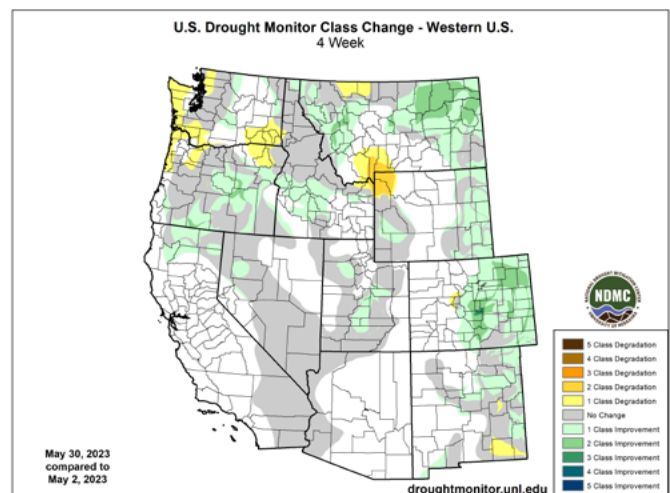 U.S. Drought Monitor Class Change - Western U.S.
4 Week
NDMC
5 Class Degradation
4 Class Degradation
3 Class Degradation
2 Class Degradation
1 Class Degradation
No Change
1 Class Improvement
2 Class Improvement
3 Class Improvement
4 Class Improvement
5 Class Improvement
May 30, 2023
compared to
May 2, 2023
droughtmonitor.unl.edu